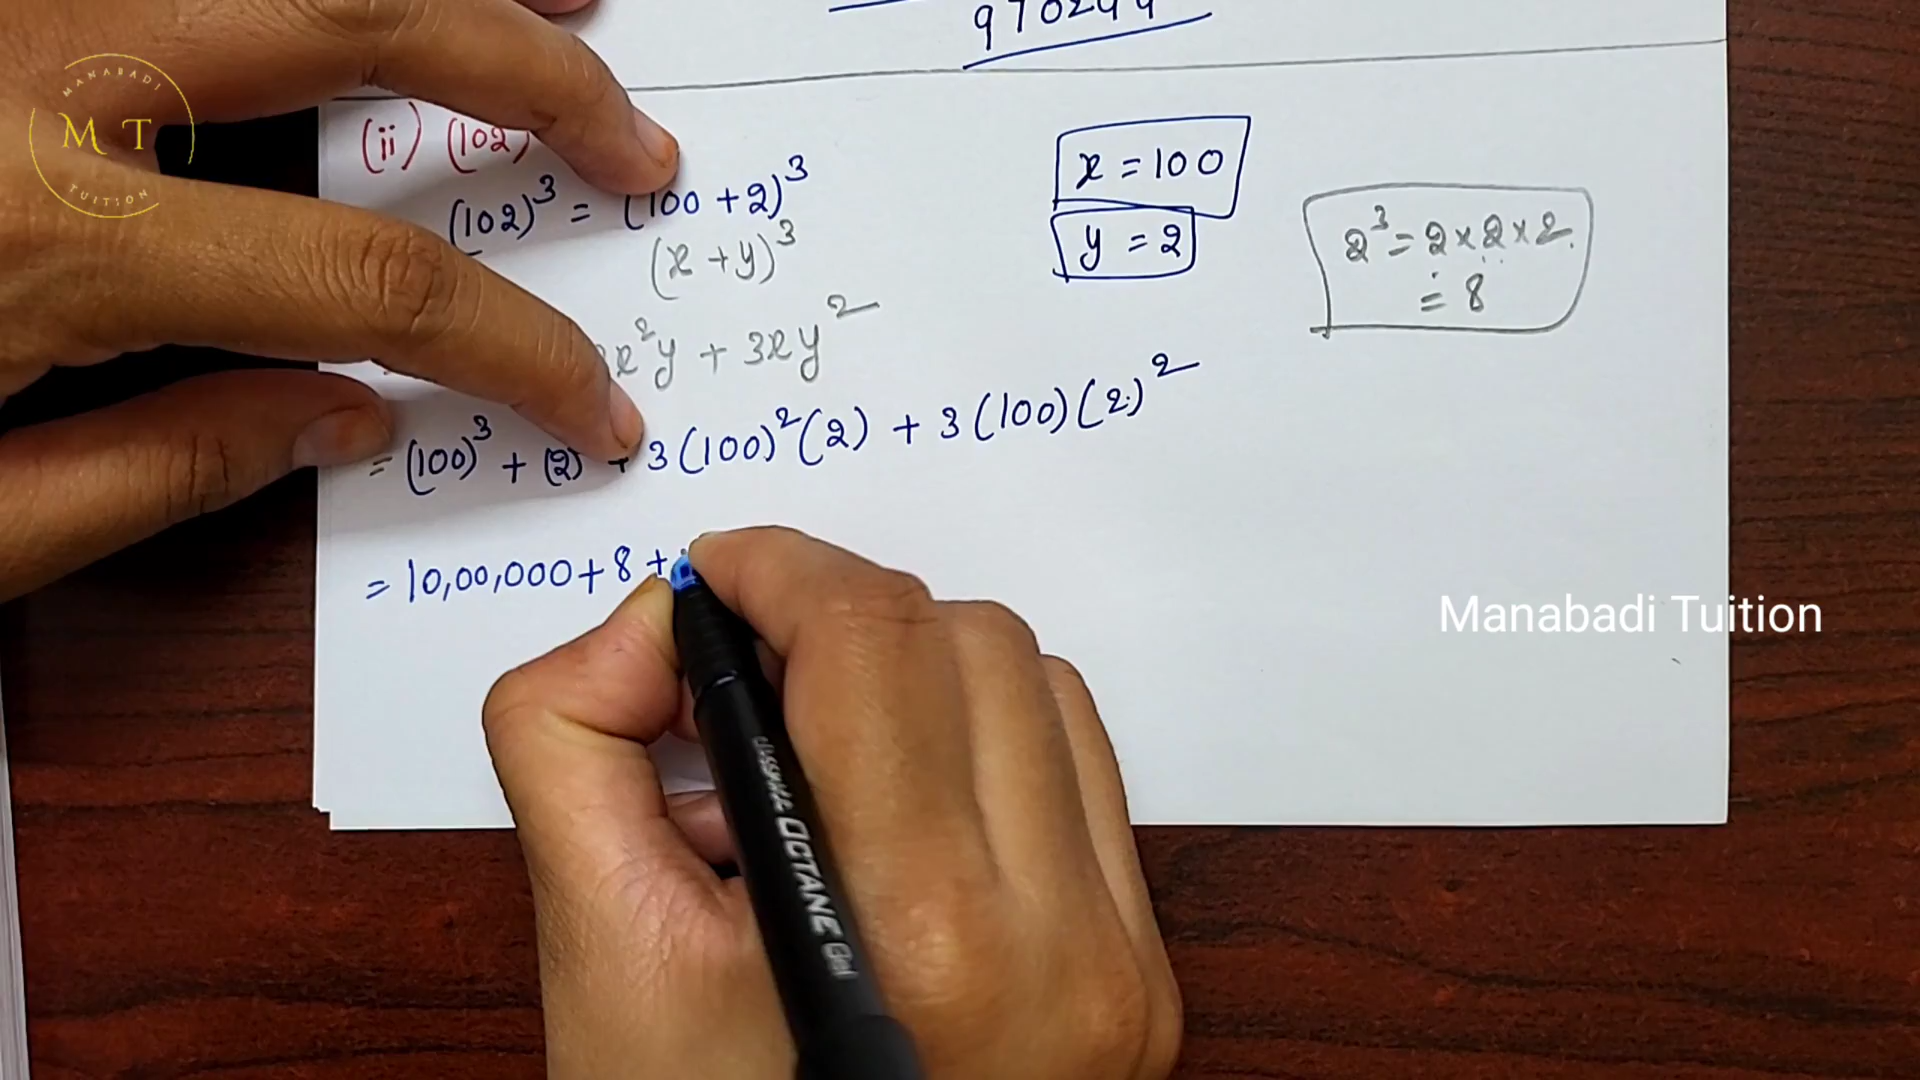 970299
(ii) (102)
(102)³ = (100 + 2)³
(x + y)³
x²y + 3xy²
= (100)³ + (2) + 3(100)²(2) + 3(100)(2)²
= 10,00,000 + 8 +
x = 100
y = 2
2³ = 2 × 2 × 2
= 8
MANABADI
M T
TUITION
Manabadi Tuition
OCTANE Gel